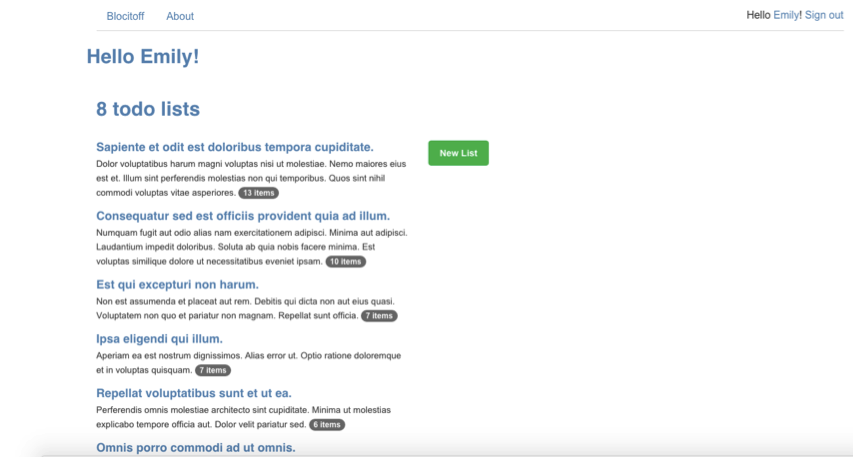 Blocitoff About Hello Emily! Sign out
Hello Emily!
8 todo lists
Sapiente et odit est doloribus tempora cupiditate.
New List
Dolor voluptatibus harum magni voluptas nisi ut molestiae. Nemo maiores eius
est et. Illum sint perferendis molestias non qui temporibus. Quos sint nihil
commodi voluptas vitae asperiores. 13 items
Consequatur sed est officiis provident quia ad illum.
Numquam fugit aut odio alias nam exercitationem adipisci. Minima aut adipisci.
Laudantium impedit doloribus. Soluta ab quia nobis facere minima. Est
voluptas similique dolore ut necessitatibus eveniet ipsam. 10 items
Est qui excepturi non harum.
Non est assumenda et placeat aut rem. Debitis qui dicta non aut eius quasi.
Voluptatem non quo et pariatur non magnam. Repellat sunt officia. 7 items
Ipsa eligendi qui illum.
Aperiam ea est nostrum dignissimos. Alias error ut. Optio ratione doloremque
et in voluptas quisquam. 7 items
Repellat voluptatibus sunt et ut ea.
Perferendis omnis molestiae architecto sint cupiditate. Minima ut molestias
explicabo tempore officia aut. Dolor velit pariatur sed. 6 items
Omnis porro commodi ad ut omnis.